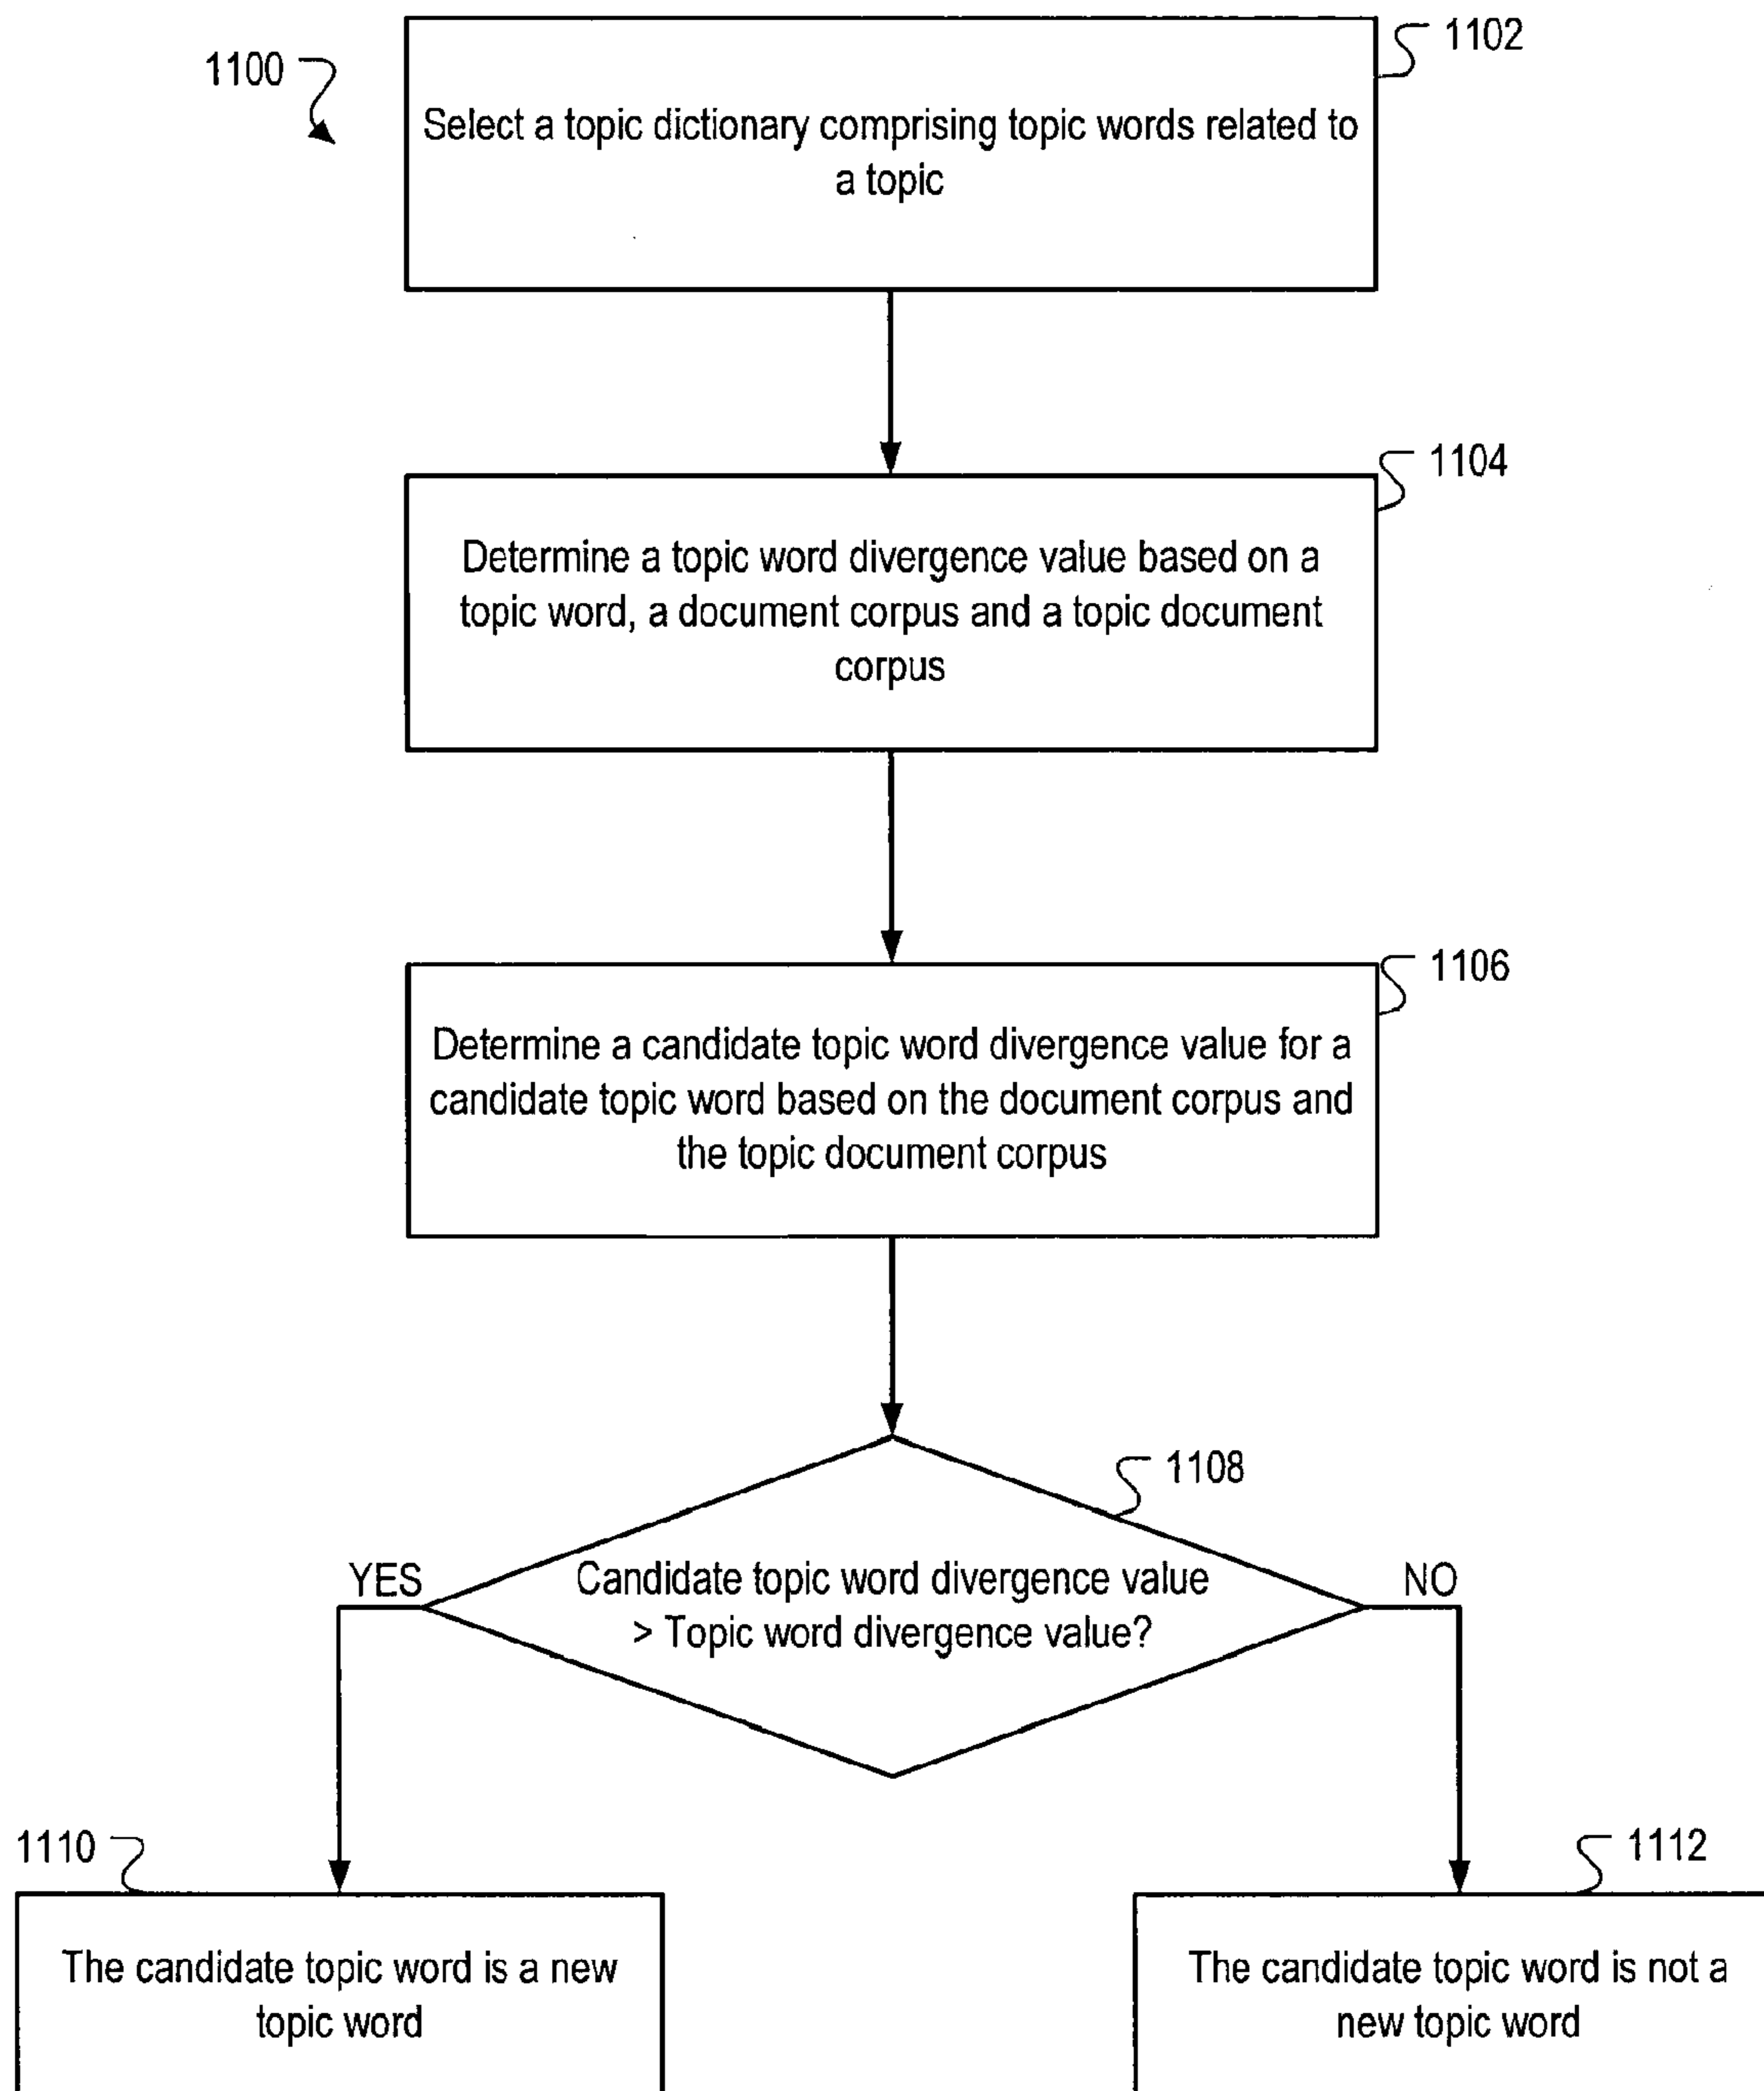 1100
1102
Select a topic dictionary comprising topic words related to
a topic
1104
Determine a topic word divergence value based on a
topic word, a document corpus and a topic document
corpus
1106
Determine a candidate topic word divergence value for a
candidate topic word based on the document corpus and
the topic document corpus
1108
YES
Candidate topic word divergence value
> Topic word divergence value?
NO
1110
The candidate topic word is a new
topic word
1112
The candidate topic word is not a
new topic word